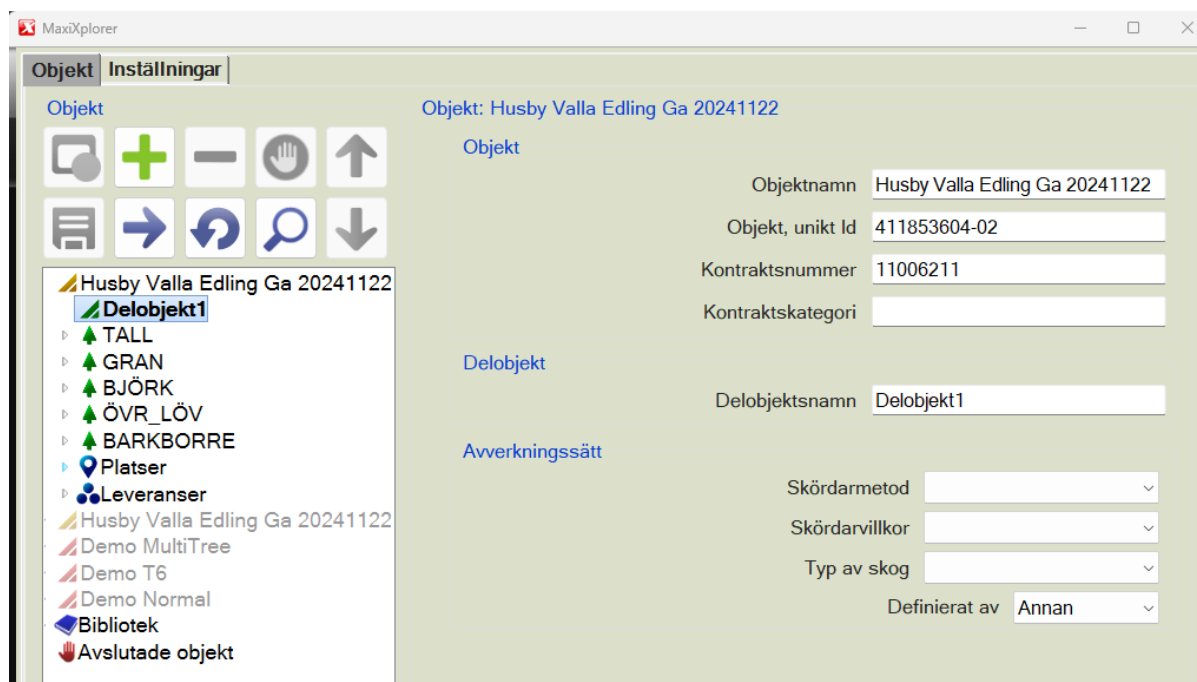 MaxiXplorer
Objekt Inställningar
Objekt
Husby Valla Edling Ga 20241122
Delobjekt1
TALL
GRAN
BJÖRK
ÖVR_LÖV
BARKBORRE
Platser
Leveranser
Husby Valla Edling Ga 20241122
Demo MultiTree
Demo T6
Demo Normal
Bibliotek
Avslutade objekt
Objekt: Husby Valla Edling Ga 20241122
Objekt
Objektnamn Husby Valla Edling Ga 20241122
Objekt, unikt Id 411853604-02
Kontraktsnummer 11006211
Kontraktskategori
Delobjekt
Delobjektsnamn Delobjekt1
Avverkningssätt
Skördarmetod
Skördarvillkor
Typ av skog
Definierat av Annan